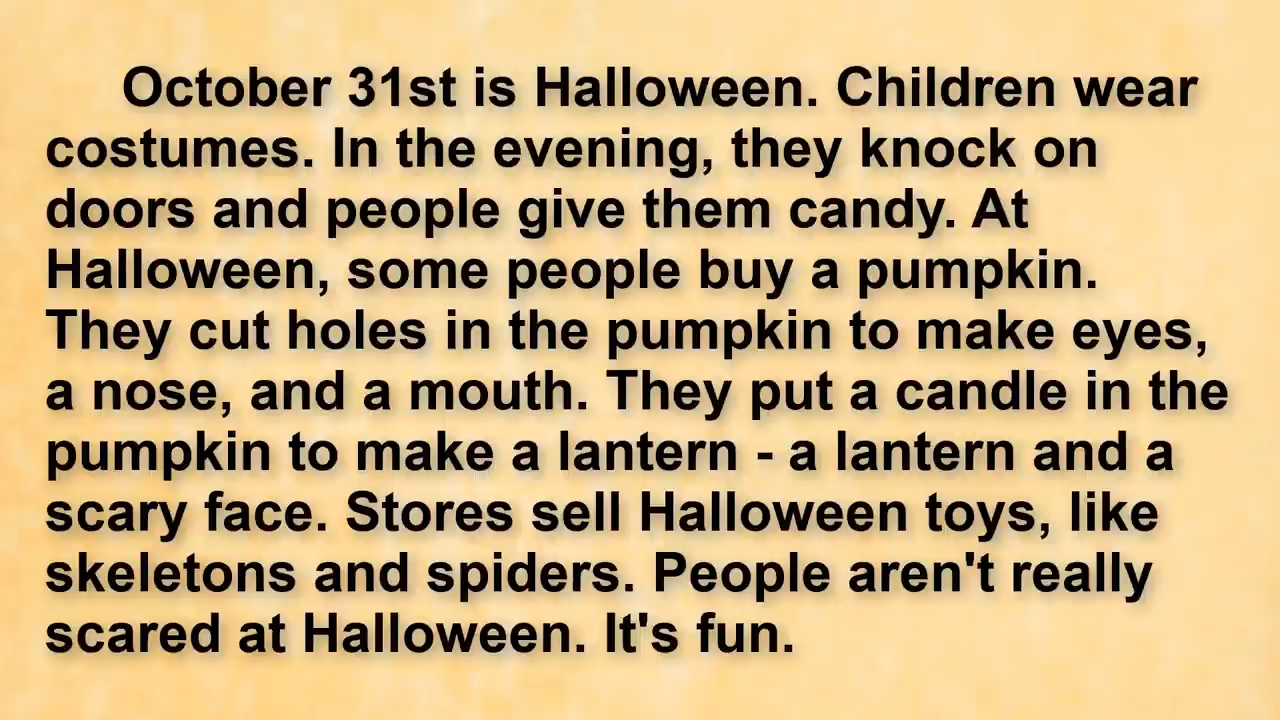 October 31st is Halloween. Children wear
costumes. In the evening, they knock on
doors and people give them candy. At
Halloween, some people buy a pumpkin.
They cut holes in the pumpkin to make eyes,
a nose, and a mouth. They put a candle in the
pumpkin to make a lantern - a lantern and a
scary face. Stores sell Halloween toys, like
skeletons and spiders. People aren't really
scared at Halloween. It's fun.